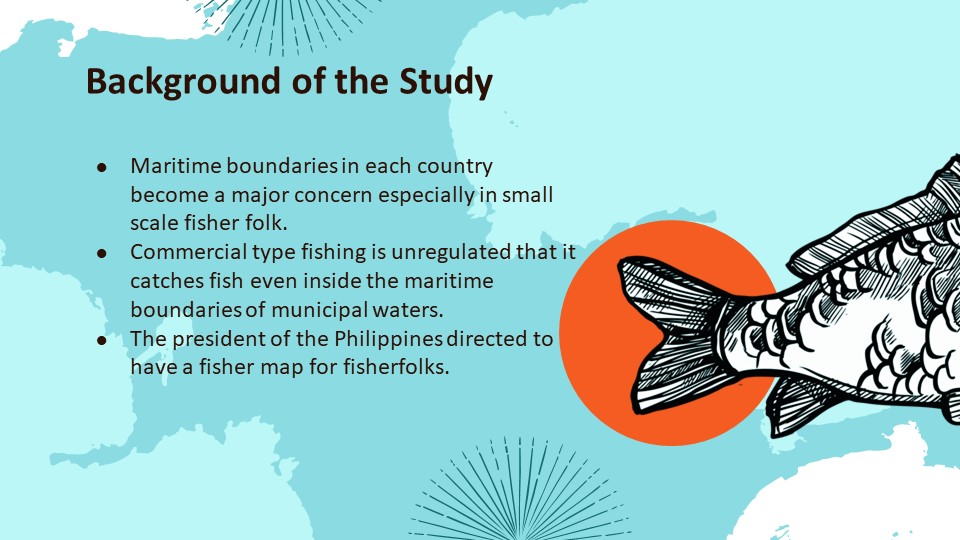 Background of the Study
● Maritime boundaries in each country
become a major concern especially in small
scale fisher folk.
● Commercial type fishing is unregulated that it
catches fish even inside the maritime
boundaries of municipal waters.
● The president of the Philippines directed to
have a fisher map for fisherfolks.